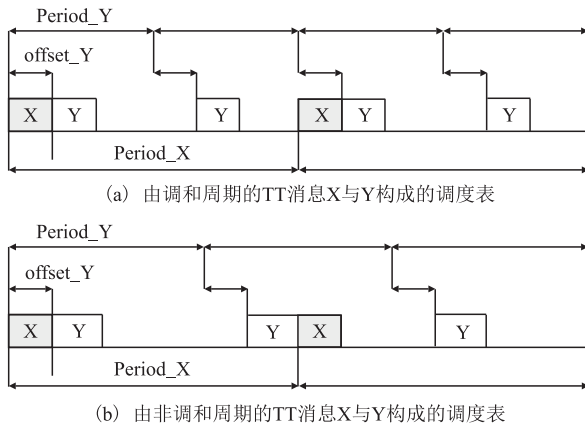 Period_Y
offset_Y
X Y Y X Y Y
Period_X
(a) 由调和周期的TT消息X与Y构成的调度表
Period_Y
offset_Y
X Y Y X Y
Period_X
(b) 由非调和周期的TT消息X与Y构成的调度表